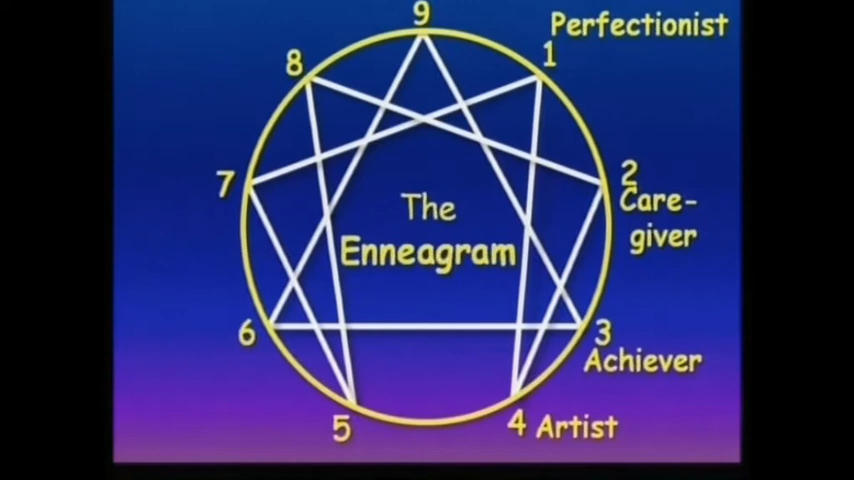 9
Perfectionist
8
1
7
2
Care-
giver
The
Enneagram
6
3
Achiever
5
4 Artist